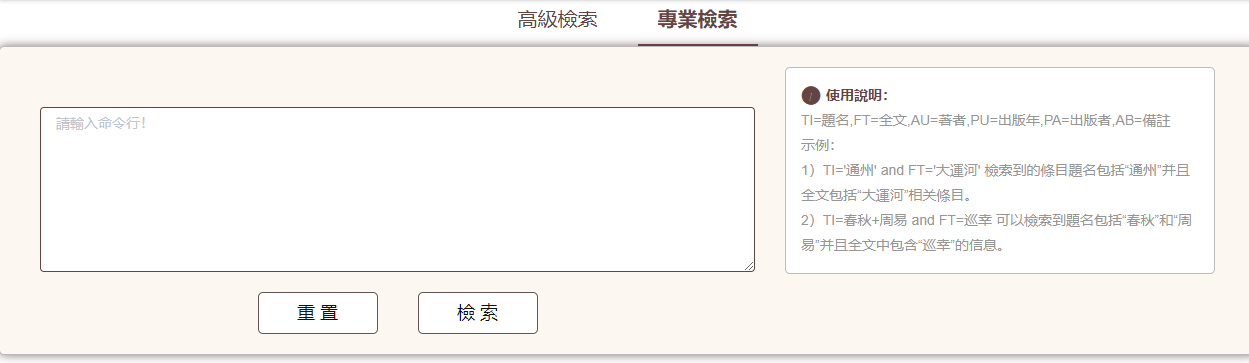 高級檢索 專業檢索
請輸入命令行!
重 置 檢 索
使用說明：
TI=題名,FT=全文,AU=著者,PU=出版年,PA=出版者,AB=備註
示例：
1）TI='通州' and FT='大運河' 檢索到的條目題名包括“通州”并且
全文包括“大運河”相关條目。
2）TI=春秋+周易 and FT=巡幸 可以檢索到題名包括“春秋”和“周
易”并且全文中包含“巡幸”的信息。